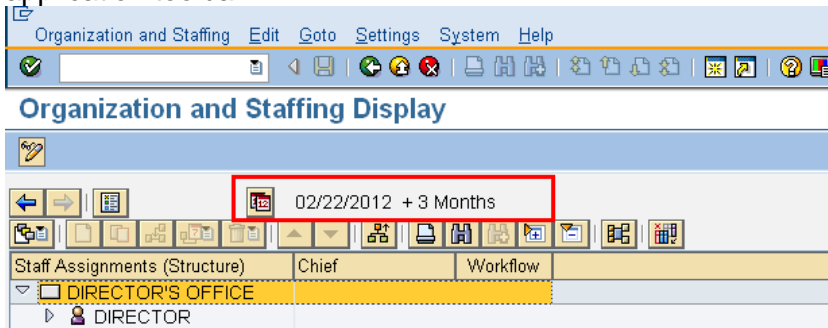 Organization and Staffing Edit Goto Settings System Help
Organization and Staffing Display
12 02/22/2012 + 3 Months
Staff Assignments (Structure) Chief Workflow
DIRECTOR'S OFFICE
DIRECTOR